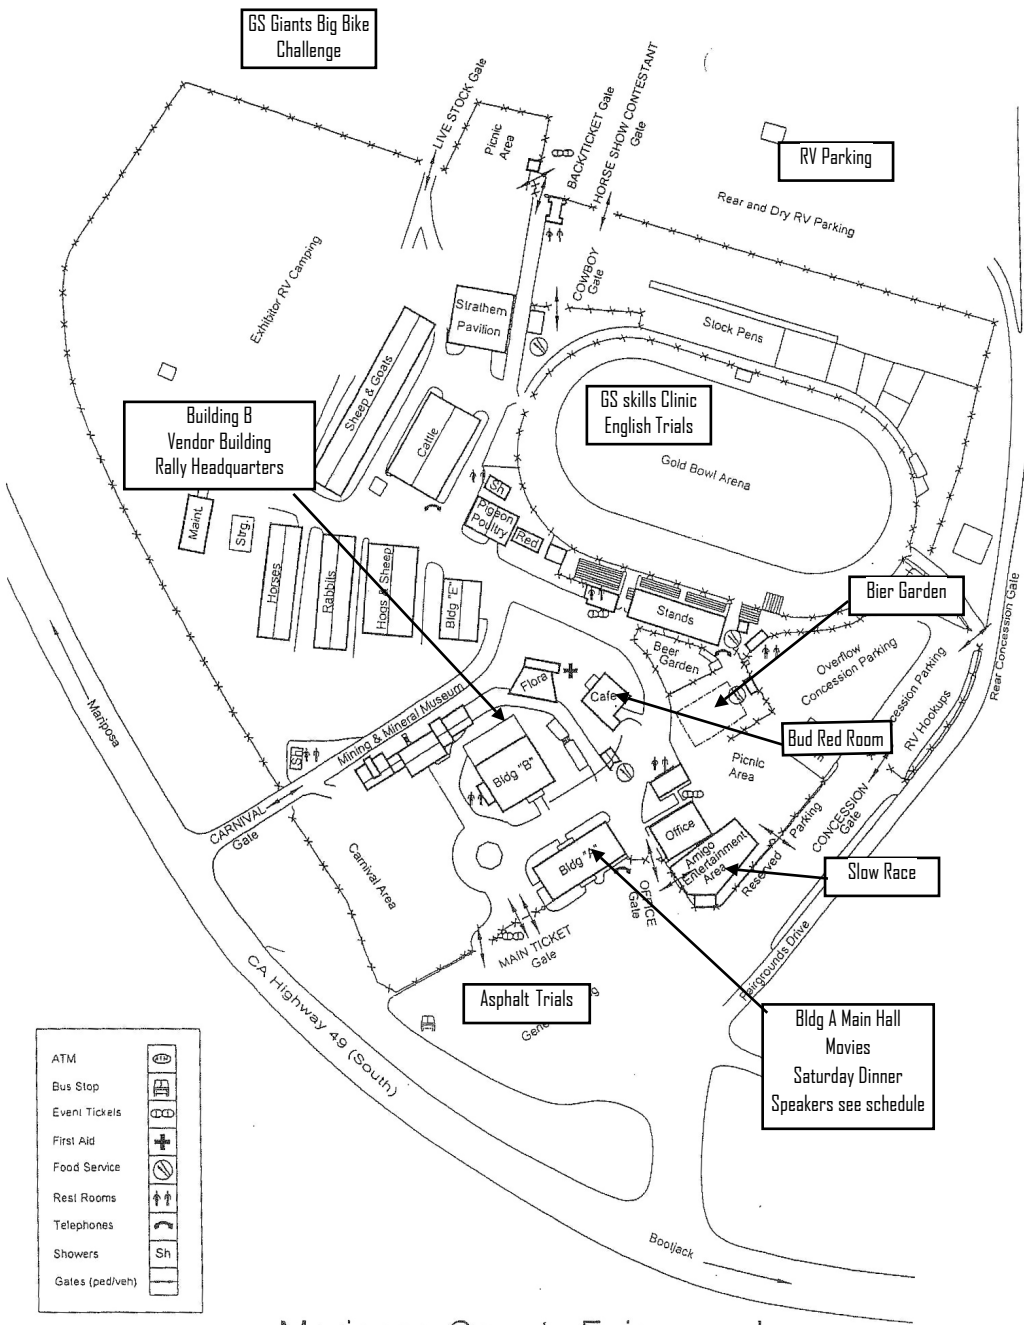 GS Giants Big Bike
Challenge
LIVE STOCK Gate
Picnic
Area
BACK/TICKET Gate
HORSE SHOW CONTESTANT
Gate
RV Parking
Rear and Dry RV Parking
Exhibitor RV Camping
COWBOY
Gate
Strathem
Pavilion
Stock Pens
Sheep & Goats
Cattle
GS skills Clinic
English Trials
Gold Bowl Arena
Building B
Vendor Building
Rally Headquarters
Maint.
Strg.
Horses
Rabbits
Hogs & Sheep
Bldg "E"
Sh
Pigeon
Poultry
Red
Stands
Bier Garden
Beer
Garden
Overflow
Concession Parking
Rear Concession Gate
Concession Parking
RV Hookups
Flora
Cafe
Bud Red Room
Picnic
Area
Mariposa
Mining & Mineral Museum
Sh
Bldg "B"
CARNIVAL
Gate
Carnival Area
Bldg "A"
Office
Amigo
Entertainment
Area
Reserved
Parking
CONCESSION
Gate
Slow Race
OFFICE
Gate
MAIN TICKET
Gate
Fairgrounds Drive
Asphalt Trials
CA Highway 49 (South)
Bldg A Main Hall
Movies
Saturday Dinner
Speakers see schedule
ATM ATM
Bus Stop
Event Tickets
First Aid
Food Service
Rest Rooms
Telephones
Showers Sh
Gates (ped/veh)
Bootjack